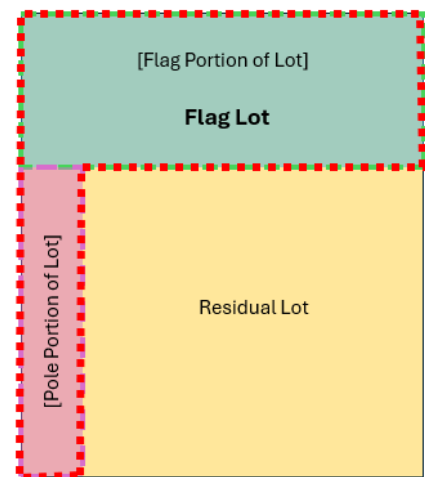 [Flag Portion of Lot]
Flag Lot
[Pole Portion of Lot]
Residual Lot